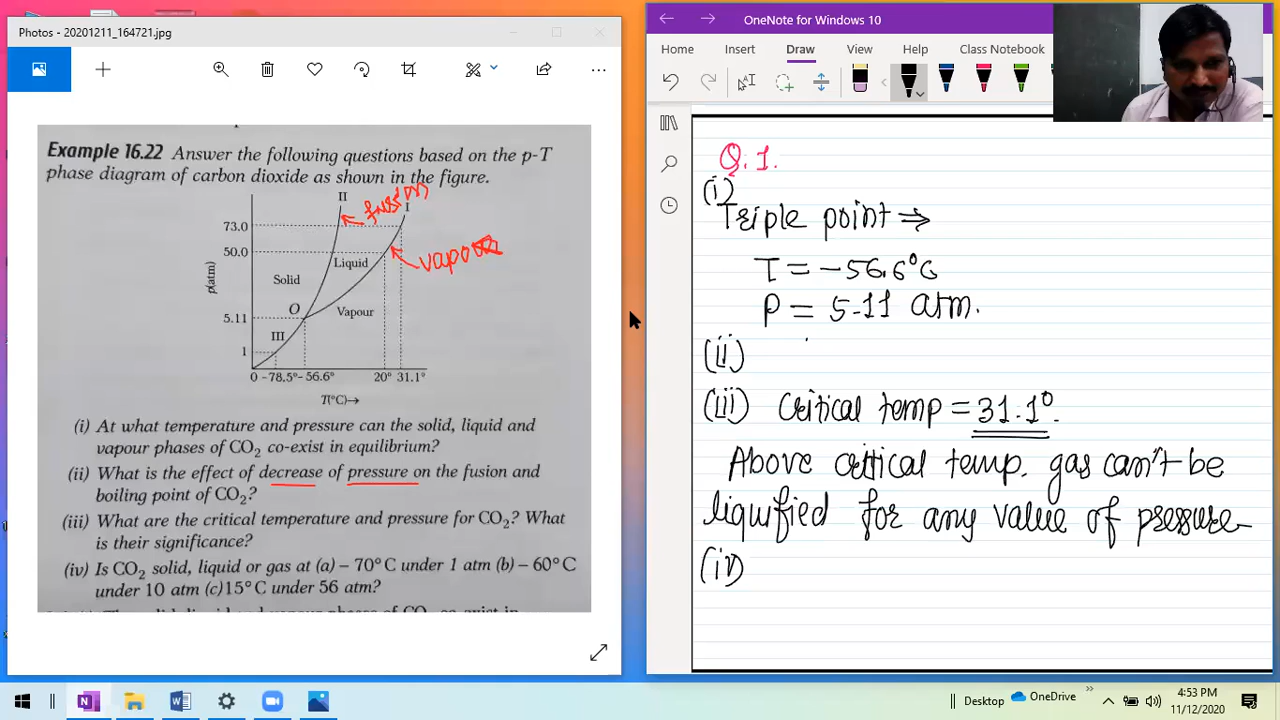 Photos - 20201211_164721.jpg
Example 16.22 Answer the following questions based on the p-T
phase diagram of carbon dioxide as shown in the figure.
II
fusion
I
73.0
50.0
vapou
Solid
Liquid
p(atm)
O
Vapour
5.11
III
1
0 -78.5° -56.6° 20° 31.1°
T(°C)→
(i) At what temperature and pressure can the solid, liquid and
vapour phases of CO2 co-exist in equilibrium?
(ii) What is the effect of decrease of pressure on the fusion and
boiling point of CO2?
(iii) What are the critical temperature and pressure for CO2? What
is their significance?
(iv) Is CO2 solid, liquid or gas at (a) – 70°C under 1 atm (b) – 60°C
under 10 atm (c) 15°C under 56 atm?
OneNote for Windows 10
Home Insert Draw View Help Class Notebook
Q.1.
(i)
Triple point ⇒
T = -56.6°C
P = 5.11 atm.
(ii)
(iii) Critical temp = 31.1°.
Above critical temp. gas can't be
liquified for any value of pressure
(iv)
Desktop OneDrive
4:53 PM
11/12/2020